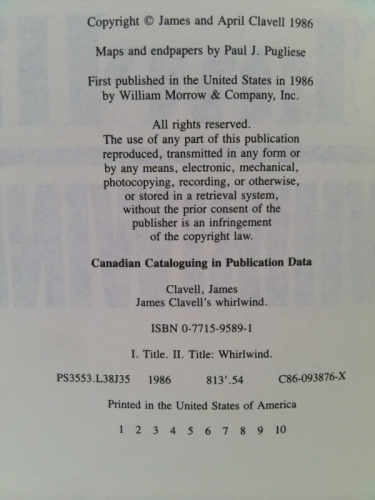 Copyright © James and April Clavell 1986
Maps and endpapers by Paul J. Pugliese
First published in the United States in 1986
by William Morrow & Company, Inc.
All rights reserved.
The use of any part of this publication
reproduced, transmitted in any form or
by any means, electronic, mechanical,
photocopying, recording, or otherwise,
or stored in a retrieval system,
without the prior consent of the
publisher is an infringement
of the copyright law.
Canadian Cataloguing in Publication Data
Clavell, James
James Clavell's whirlwind.
ISBN 0-7715-9589-1
I. Title. II. Title: Whirlwind.
PS3553.L38J35 1986 813'.54 C86-093876-X
Printed in the United States of America
1 2 3 4 5 6 7 8 9 10